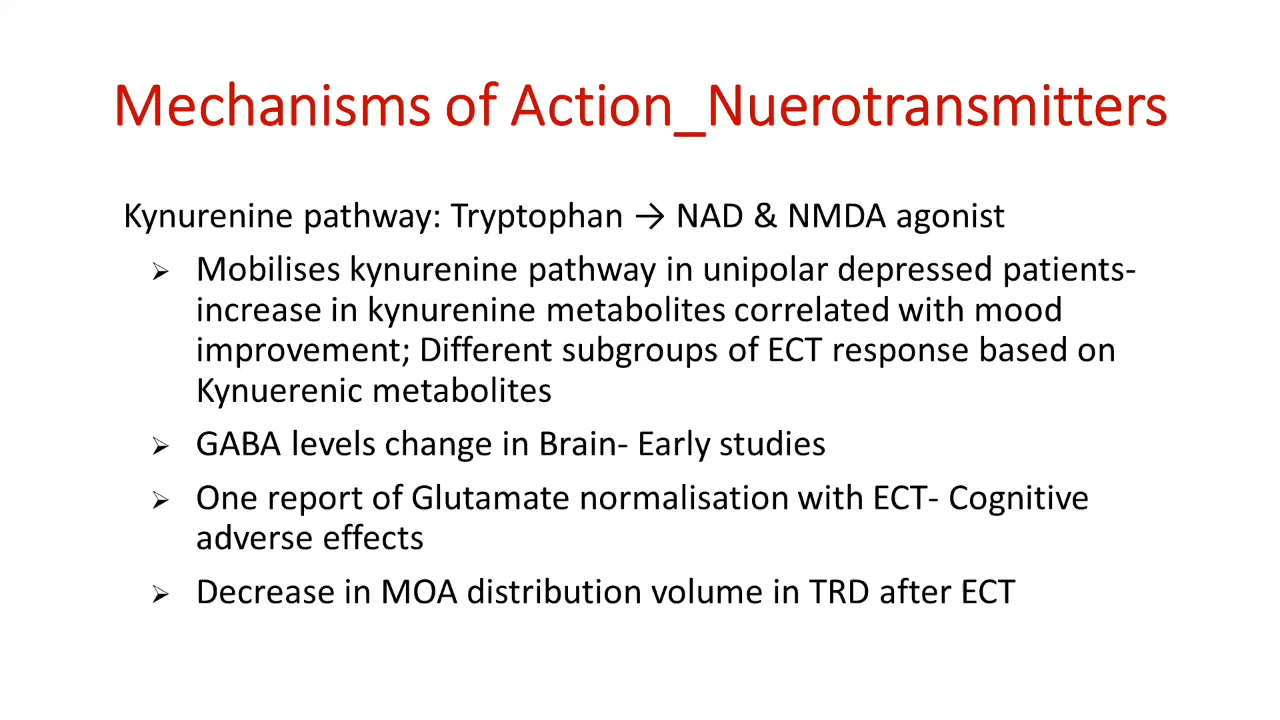 Mechanisms of Action_Nuerotransmitters
Kynurenine pathway: Tryptophan → NAD & NMDA agonist
➢ Mobilises kynurenine pathway in unipolar depressed patients-
increase in kynurenine metabolites correlated with mood
improvement; Different subgroups of ECT response based on
Kynuerenic metabolites
➢ GABA levels change in Brain- Early studies
➢ One report of Glutamate normalisation with ECT- Cognitive
adverse effects
➢ Decrease in MOA distribution volume in TRD after ECT